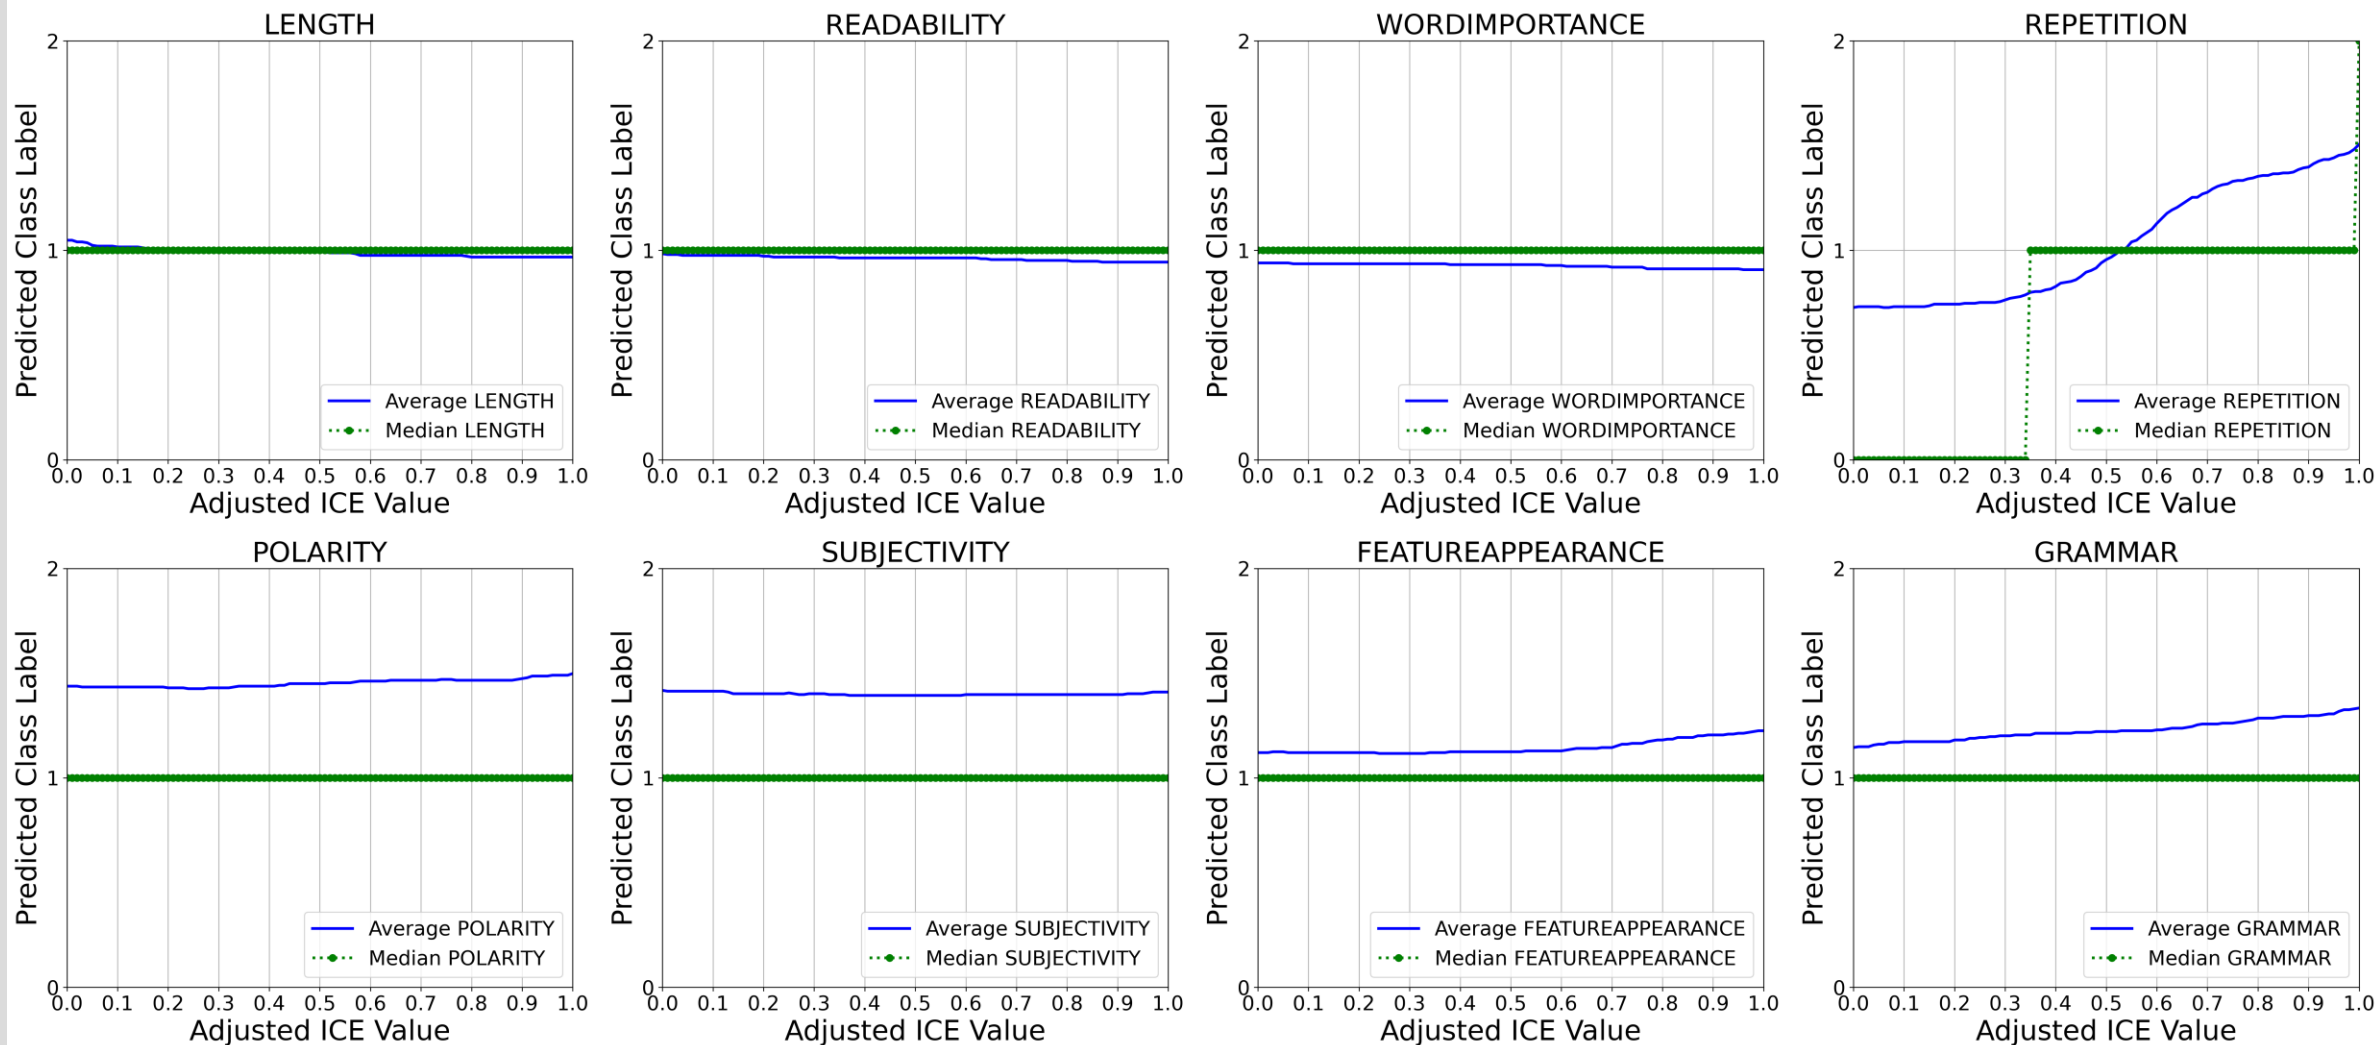 LENGTH
2
1
0
Predicted Class Label
Average LENGTH
Median LENGTH
0.0 0.1 0.2 0.3 0.4 0.5 0.6 0.7 0.8 0.9 1.0
Adjusted ICE Value
READABILITY
2
1
0
Predicted Class Label
Average READABILITY
Median READABILITY
0.0 0.1 0.2 0.3 0.4 0.5 0.6 0.7 0.8 0.9 1.0
Adjusted ICE Value
WORDIMPORTANCE
2
1
0
Predicted Class Label
Average WORDIMPORTANCE
Median WORDIMPORTANCE
0.0 0.1 0.2 0.3 0.4 0.5 0.6 0.7 0.8 0.9 1.0
Adjusted ICE Value
REPETITION
2
1
0
Predicted Class Label
Average REPETITION
Median REPETITION
0.0 0.1 0.2 0.3 0.4 0.5 0.6 0.7 0.8 0.9 1.0
Adjusted ICE Value
POLARITY
2
1
0
Predicted Class Label
Average POLARITY
Median POLARITY
0.0 0.1 0.2 0.3 0.4 0.5 0.6 0.7 0.8 0.9 1.0
Adjusted ICE Value
SUBJECTIVITY
2
1
0
Predicted Class Label
Average SUBJECTIVITY
Median SUBJECTIVITY
0.0 0.1 0.2 0.3 0.4 0.5 0.6 0.7 0.8 0.9 1.0
Adjusted ICE Value
FEATUREAPPEARANCE
2
1
0
Predicted Class Label
Average FEATUREAPPEARANCE
Median FEATUREAPPEARANCE
0.0 0.1 0.2 0.3 0.4 0.5 0.6 0.7 0.8 0.9 1.0
Adjusted ICE Value
GRAMMAR
2
1
0
Predicted Class Label
Average GRAMMAR
Median GRAMMAR
0.0 0.1 0.2 0.3 0.4 0.5 0.6 0.7 0.8 0.9 1.0
Adjusted ICE Value